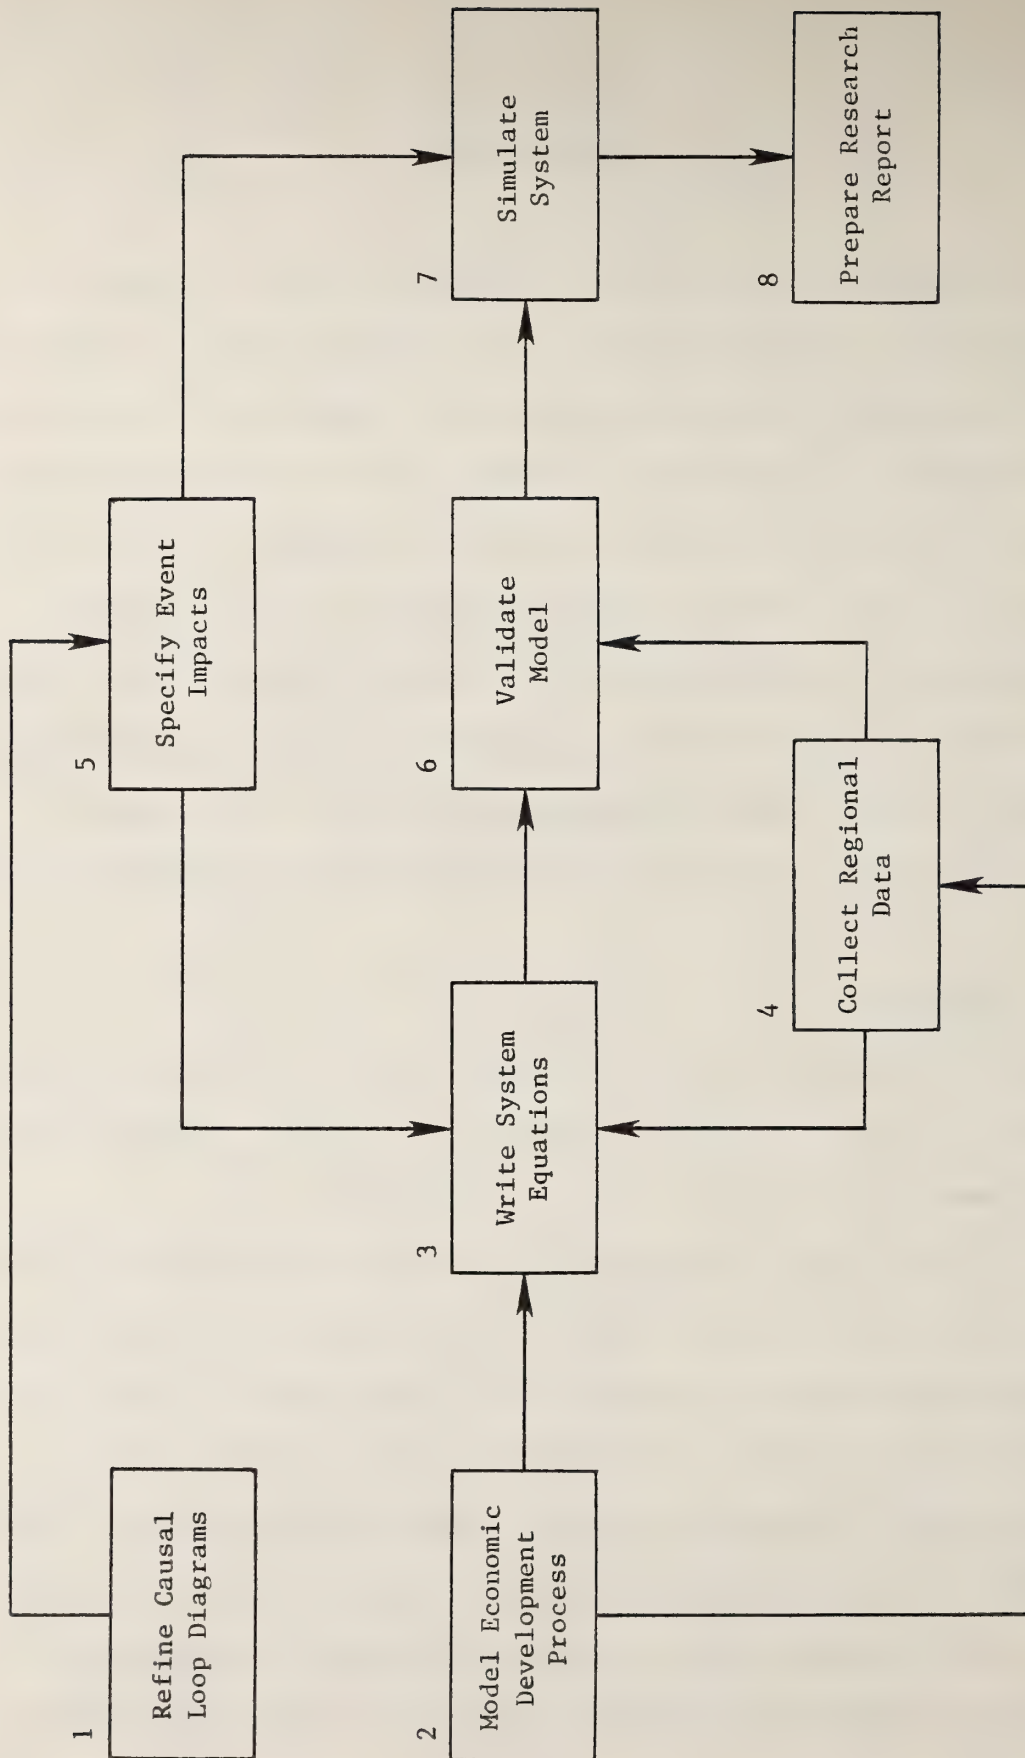 1
Refine Causal
Loop Diagrams
2
Model Economic
Development
Process
3
Write System
Equations
4
Collect Regional
Data
5
Specify Event
Impacts
6
Validate
Model
7
Simulate
System
8
Prepare Research
Report